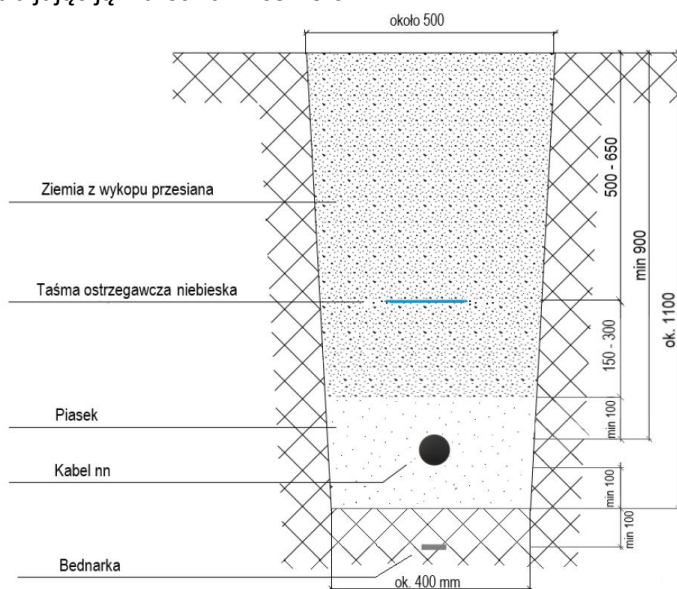 około 500
Ziemia z wykopu przesiana
Taśma ostrzegawcza niebieska
Piasek
Kabel nn
Bednarka
500 - 650
min 900
ok. 1100
150 - 300
min 100
min 100
min 100
ok. 400 mm